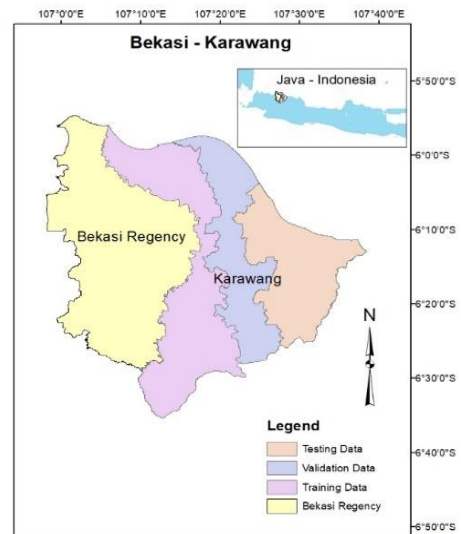 107°0'0"E 107°10'0"E 107°20'0"E 107°30'0"E 107°40'0"E
Bekasi - Karawang
Java - Indonesia
5°50'0"S
6°0'0"S
6°10'0"S
Bekasi Regency
Karawang
6°20'0"S
N
6°30'0"S
Legend
Testing Data
Validation Data
Training Data
Bekasi Regency
6°40'0"S
6°50'0"S